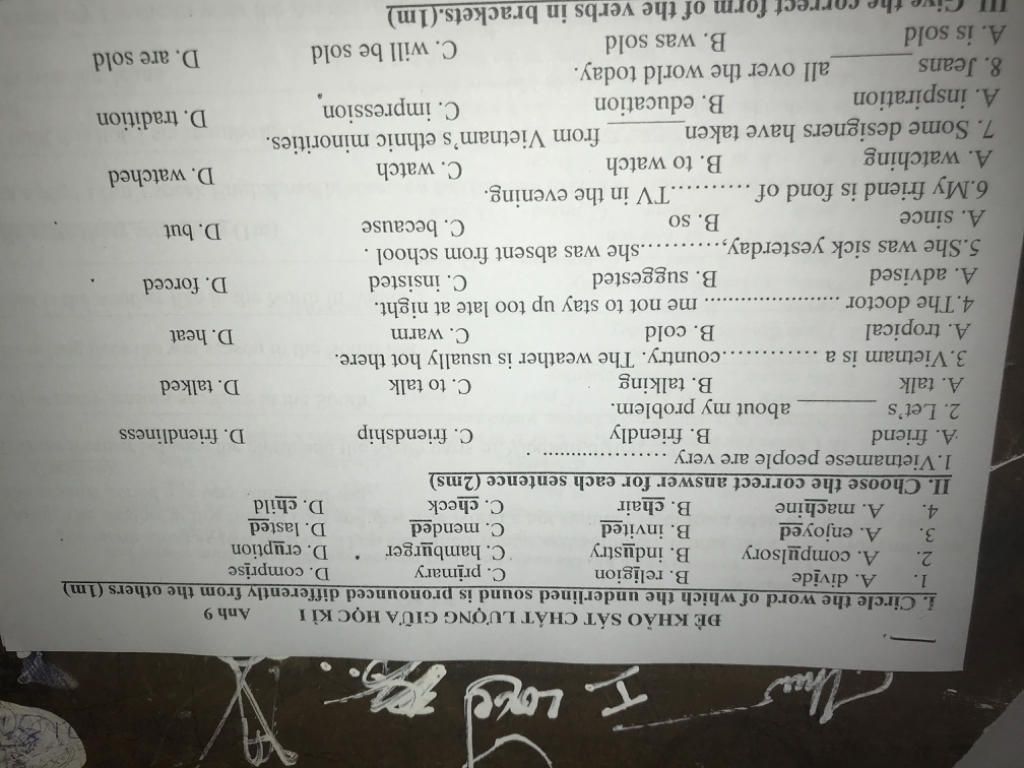 I LOVE
ĐỀ KHẢO SÁT CHẤT LƯỢNG GIỮA HỌC KÌ I Anh 9
I. Circle the word of which the underlined sound is pronounced differently from the others (1m)
1. A. divide B. religion C. primary D. comprise
2. A. compulsory B. industry C. hamburger D. eruption
3. A. enjoyed B. invited C. mended D. lasted
4. A. machine B. chair C. check D. child
II. Choose the correct answer for each sentence (2ms)
1.Vietnamese people are very ....................
A. friend B. friendly C. friendship D. friendliness
2. Let's ________ about my problem.
A. talk B. talking C. to talk D. talked
3.Vietnam is a .............country. The weather is usually hot there.
A. tropical B. cold C. warm D. heat
4.The doctor .................... me not to stay up too late at night.
A. advised B. suggested C. insisted D. forced
5.She was sick yesterday,...........she was absent from school .
A. since B. so C. because D. but
6.My friend is fond of ...........TV in the evening.
A. watching B. to watch C. watch D. watched
7. Some designers have taken________ from Vietnam's ethnic minorities.
A. inspiration B. education C. impression D. tradition
8. Jeans ________all over the world today.
A. is sold B. was sold C. will be sold D. are sold
III. Give the correct form of the verbs in brackets.(1m)